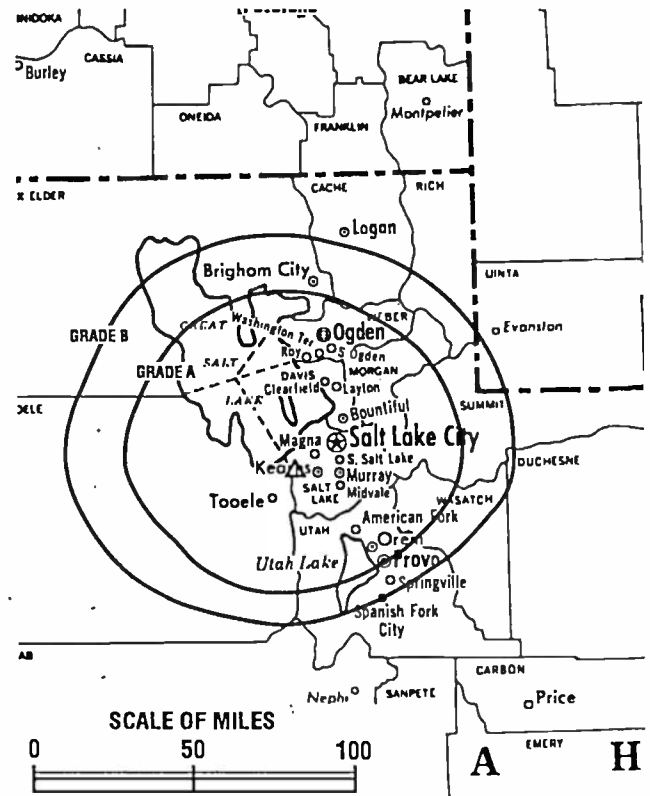 CASSIA
Burley
ONEIDA
FRANKLIN
BEAR LAKE
Montpelier
ELDER
CACHE
RICH
Logan
Brigham City
UINTA
GRADE B
GREAT
Washington Ter
Ogden
WEBER
Evanston
GRADE A
SALT
Roy
S. Ogden
DAVIS
MORGAN
Clearfield
Layton
LAKE
SUMMIT
Bountiful
Salt Lake City
Magna
S. Salt Lake
DUCHESNE
Kearns
Murray
SALT LAKE
Midvale
Tooele
WASATCH
American Fork
UTAH
Orem
Utah Lake
Provo
Springville
Spanish Fork City
CARBON
Nephi
SANPETE
Price
SCALE OF MILES
0 50 100
EMERY
A H